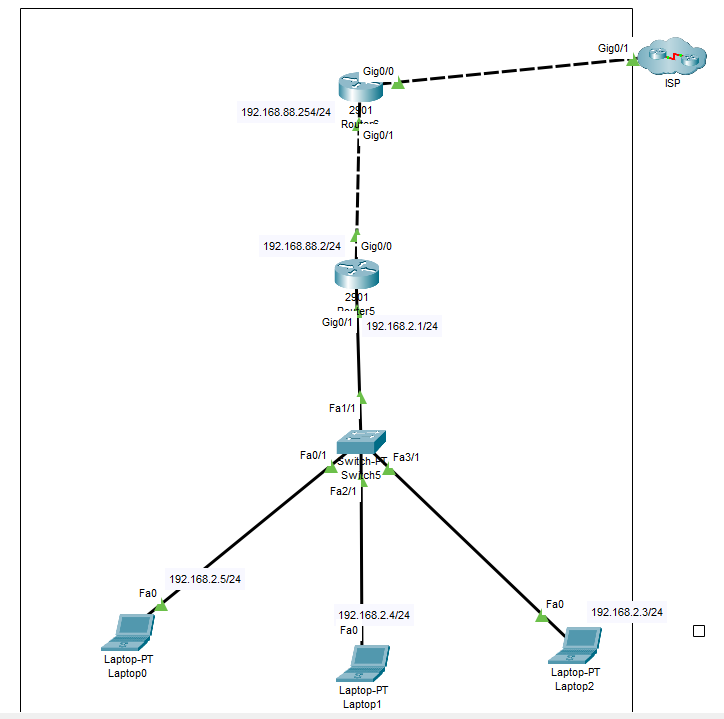 Gig0/1
ISP
Gig0/0
192.168.88.254/24
2901
Router6
Gig0/1
192.168.88.2/24
Gig0/0
2901
Router5
Gig0/1
192.168.2.1/24
Fa1/1
Fa0/1
Switch-PT
Fa3/1
Switch5
Fa2/1
192.168.2.5/24
Fa0
192.168.2.4/24
Fa0
Fa0
192.168.2.3/24
Laptop-PT
Laptop0
Laptop-PT
Laptop1
Laptop-PT
Laptop2